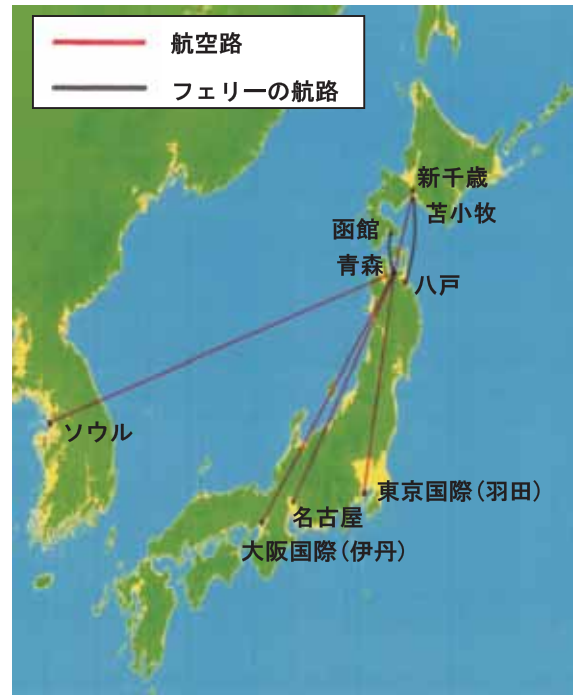 航空路
フェリーの航路
新千歳
苫小牧
函館
青森
八戸
ソウル
東京国際(羽田)
名古屋
大阪国際(伊丹)